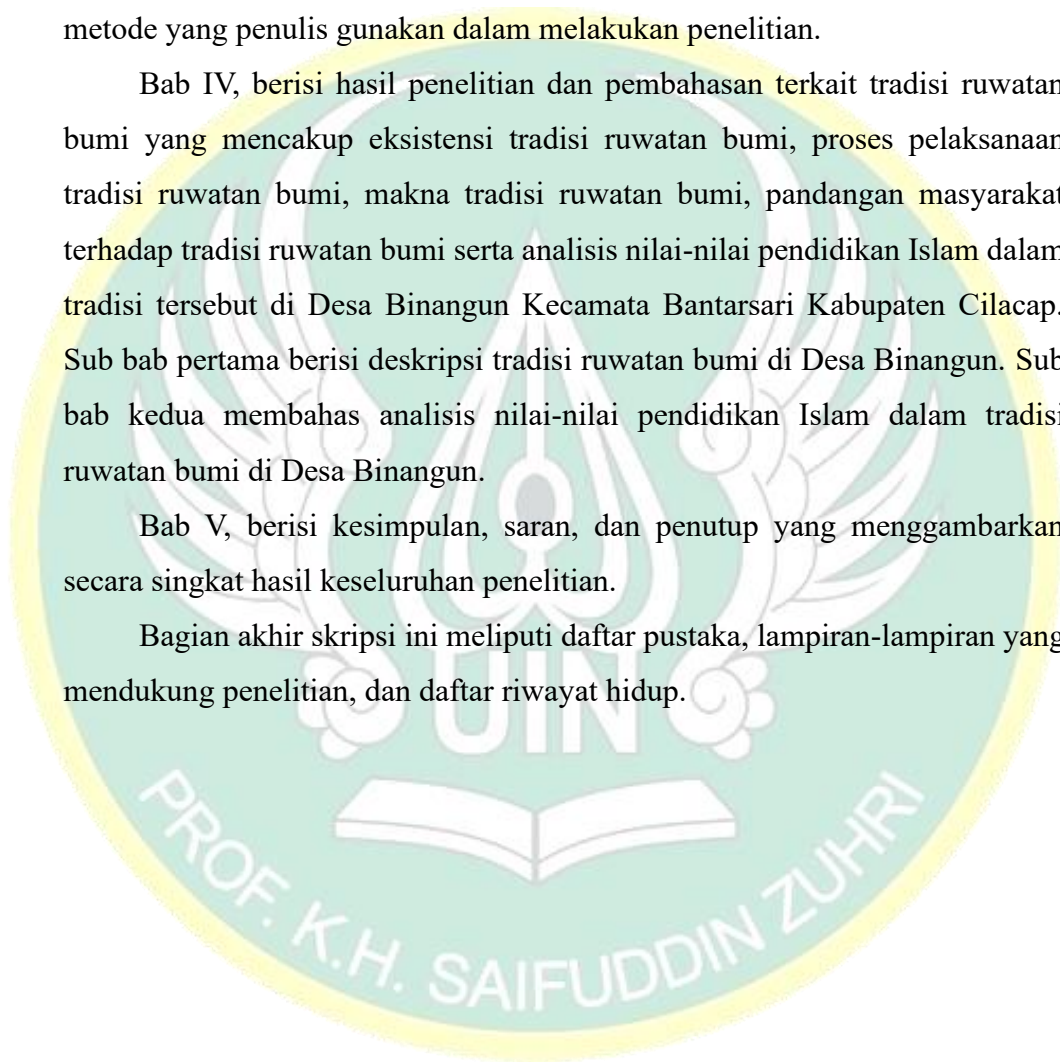 metode yang penulis gunakan dalam melakukan penelitian.
Bab IV, berisi hasil penelitian dan pembahasan terkait tradisi ruwatan
bumi yang mencakup eksistensi tradisi ruwatan bumi, proses pelaksanaan
tradisi ruwatan bumi, makna tradisi ruwatan bumi, pandangan masyarakat
terhadap tradisi ruwatan bumi serta analisis nilai-nilai pendidikan Islam dalam
tradisi tersebut di Desa Binangun Kecamata Bantarsari Kabupaten Cilacap.
Sub bab pertama berisi deskripsi tradisi ruwatan bumi di Desa Binangun. Sub
bab kedua membahas analisis nilai-nilai pendidikan Islam dalam tradisi
ruwatan bumi di Desa Binangun.
Bab V, berisi kesimpulan, saran, dan penutup yang menggambarkan
secara singkat hasil keseluruhan penelitian.
Bagian akhir skripsi ini meliputi daftar pustaka, lampiran-lampiran yang
mendukung penelitian, dan daftar riwayat hidup.
UIN
PROF. K.H. SAIFUDDIN ZUHRI